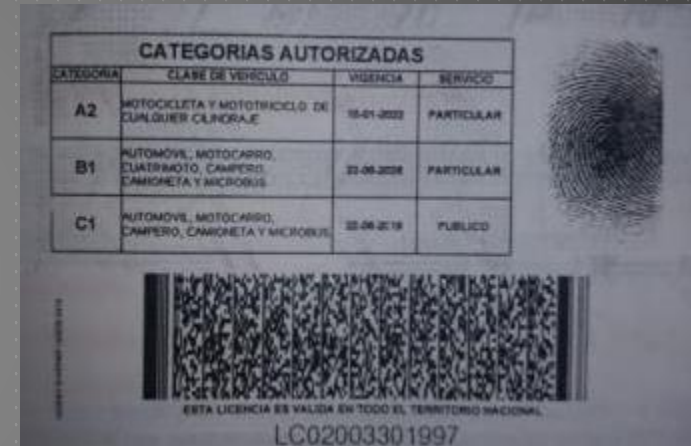 CATEGORIAS AUTORIZADAS
CATEGORIA CLASE DE VEHICULO VIGENCIA SERVICIO
A2 MOTOCICLETA Y MOTOTRICICLO DE PARTICULAR
CUALQUIER CILINDRAJE
B1 AUTOMOVIL, MOTOCARRO, PARTICULAR
CUATRIMOTO, CAMPERO,
CAMIONETA Y MICROBUS
C1 AUTOMOVIL, MOTOCARRO, PUBLICO
CAMPERO, CAMIONETA Y MICROBUS
ESTA LICENCIA ES VALIDA EN TODO EL TERRITORIO NACIONAL
LC02003301997